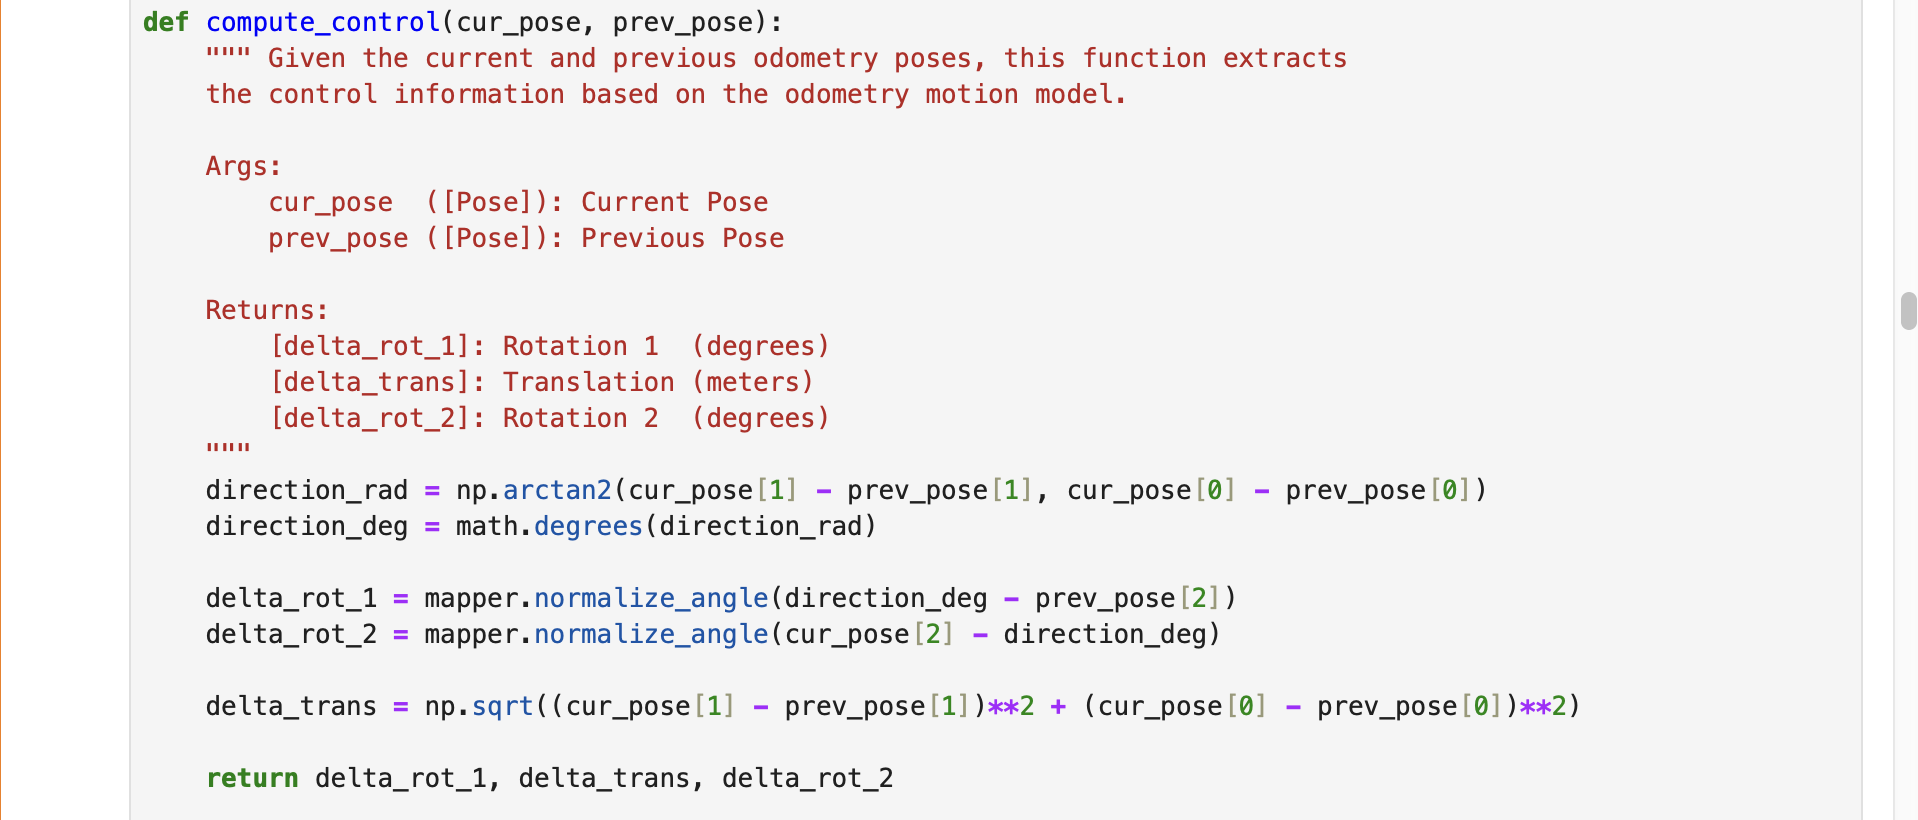 def compute_control(cur_pose, prev_pose):
    """ Given the current and previous odometry poses, this function extracts
    the control information based on the odometry motion model.

    Args:
        cur_pose  ([Pose]): Current Pose
        prev_pose ([Pose]): Previous Pose

    Returns:
        [delta_rot_1]: Rotation 1  (degrees)
        [delta_trans]: Translation (meters)
        [delta_rot_2]: Rotation 2  (degrees)
    """
    direction_rad = np.arctan2(cur_pose[1] - prev_pose[1], cur_pose[0] - prev_pose[0])
    direction_deg = math.degrees(direction_rad)

    delta_rot_1 = mapper.normalize_angle(direction_deg - prev_pose[2])
    delta_rot_2 = mapper.normalize_angle(cur_pose[2] - direction_deg)

    delta_trans = np.sqrt((cur_pose[1] - prev_pose[1])**2 + (cur_pose[0] - prev_pose[0])**2)

    return delta_rot_1, delta_trans, delta_rot_2